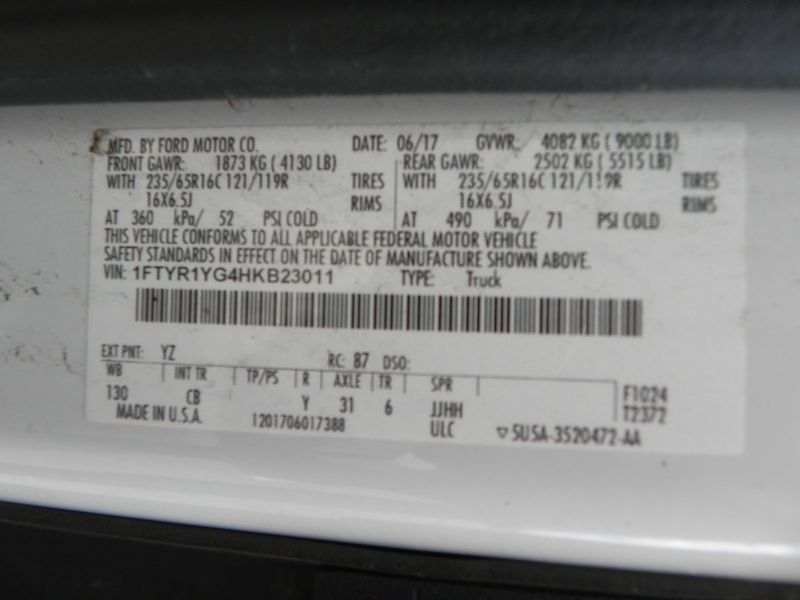 MFD. BY FORD MOTOR CO. DATE: 06/17 GVWR: 4082 KG ( 9000 LB)
FRONT GAWR: 1873 KG ( 4130 LB) REAR GAWR: 2502 KG ( 5515 LB)
WITH 235/65R16C 121/119R TIRES WITH 235/65R16C 121/119R TIRES
16X6.5J RIMS 16X6.5J RIMS
AT 360 kPa/ 52 PSI COLD AT 490 kPa/ 71 PSI COLD
THIS VEHICLE CONFORMS TO ALL APPLICABLE FEDERAL MOTOR VEHICLE
SAFETY STANDARDS IN EFFECT ON THE DATE OF MANUFACTURE SHOWN ABOVE.
VIN: 1FTYR1YG4HKB23011 TYPE: Truck
EXT PNT: YZ RC: 87 DSO:
WB INT TR TP/PS R AXLE TR SPR F1024
130 CB Y 31 6 JJHH T2372
MADE IN U.S.A. 1201706017388 ULC 5U5A-3520472-AA